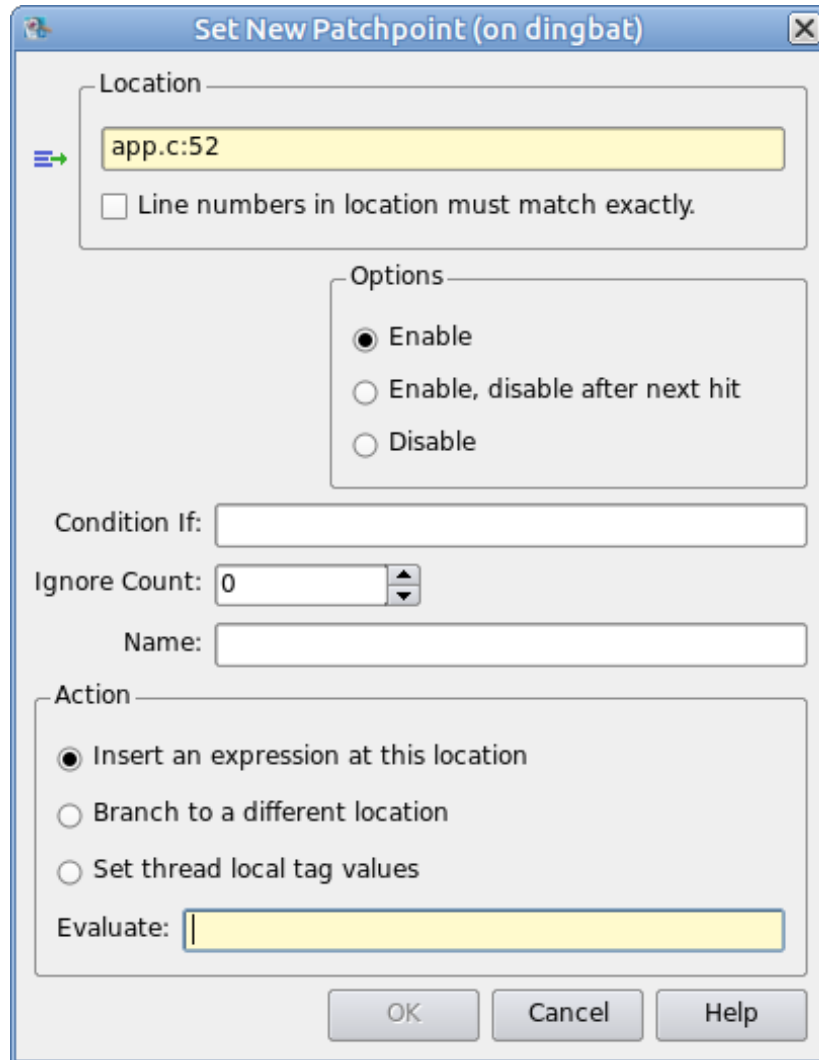 Set New Patchpoint (on dingbat)
Location
app.c:52
Line numbers in location must match exactly.
Options
Enable
Enable, disable after next hit
Disable
Condition If:
Ignore Count: 0
Name:
Action
Insert an expression at this location
Branch to a different location
Set thread local tag values
Evaluate:
OK Cancel Help